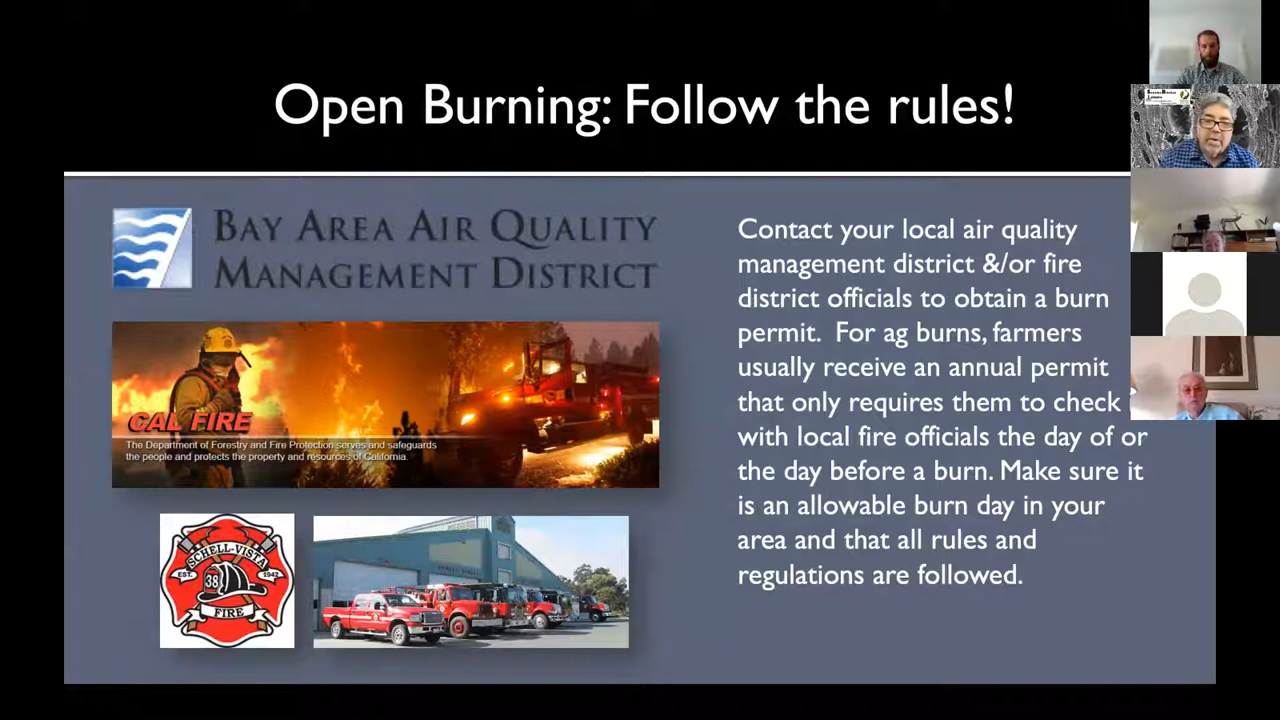 Open Burning: Follow the rules!
BAY AREA AIR QUALITY
MANAGEMENT DISTRICT
CAL FIRE
The Department of Forestry and Fire Protection serves and safeguards
the people and protects the property and resources of California.
SCHELL-VISTA
EST. 1942
38
FIRE
Contact your local air quality
management district &/or fire
district officials to obtain a burn
permit.  For ag burns, farmers
usually receive an annual permit
that only requires them to check
with local fire officials the day of or
the day before a burn. Make sure it
is an allowable burn day in your
area and that all rules and
regulations are followed.